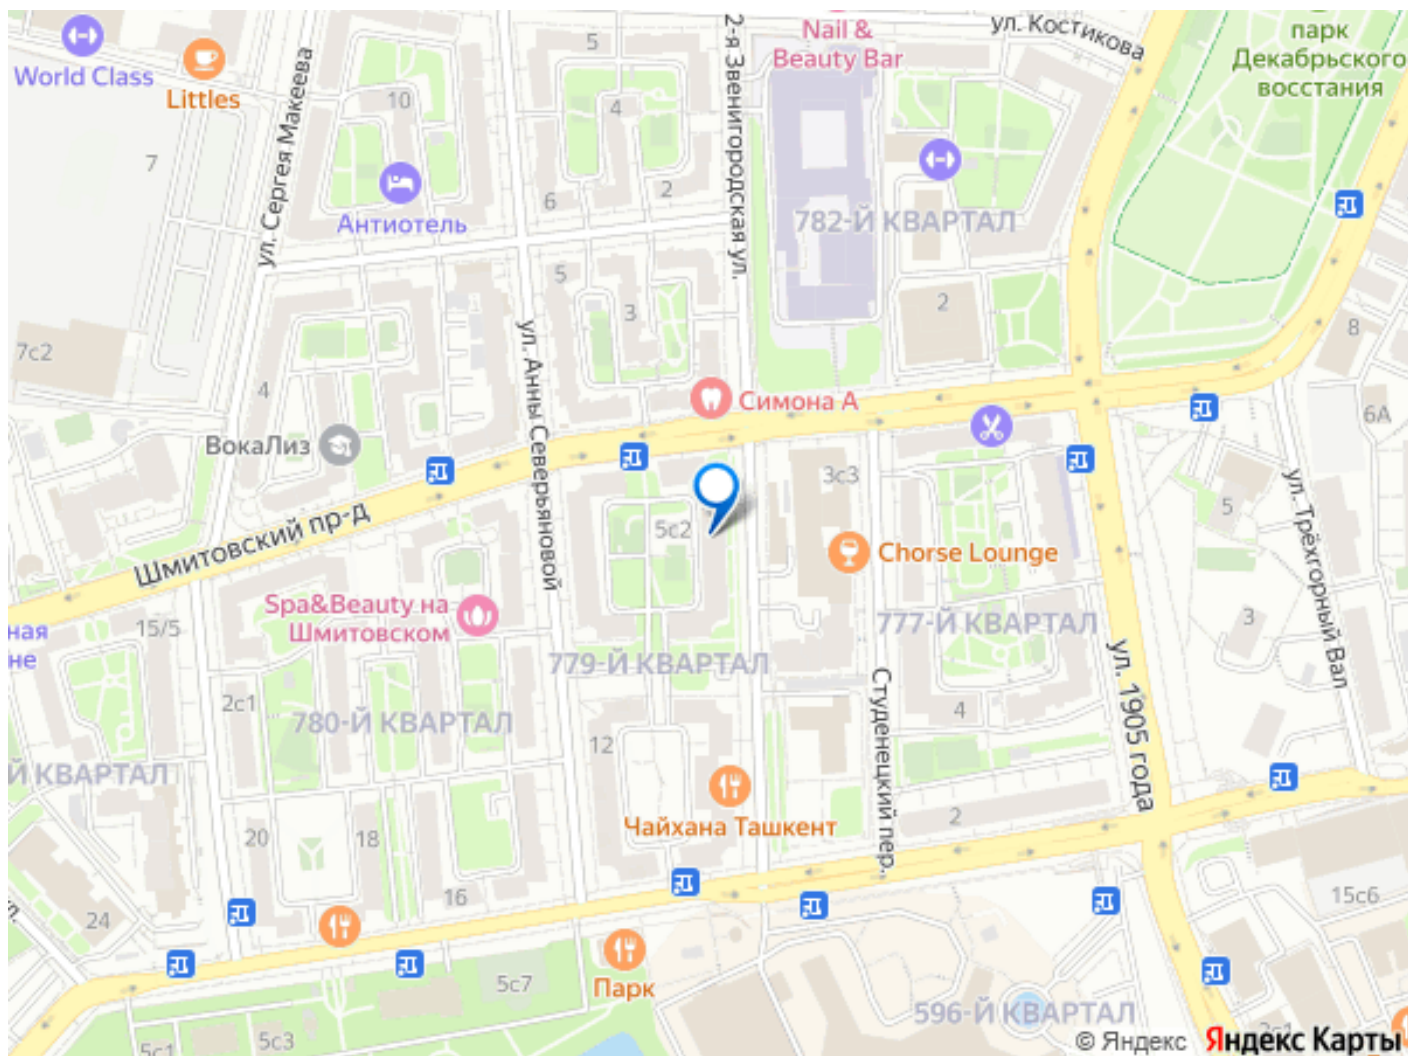 World Class
Littles
ул. Сергея Макеева
10
5
4
2-я Звенигородская ул.
Nail &
Beauty Bar
ул. Костикова
парк
Декабрьского
восстания
7
Антиотель
6
2
782-Й КВАРТАЛ
5
3
2
8
7с2
4
ул. Анны Северьяновой
Симона А
6А
ВокаЛиз
3с3
5
ул. Трёхгорный Вал
Шмитовский пр-д
5с2
Chorse Lounge
Spa&Beauty на
Шмитовском
ная
не
15/5
777-Й КВАРТАЛ
3
779-Й КВАРТАЛ
ул. 1905 года
2с1
780-Й КВАРТАЛ
Студенецкий пер.
4
12
Й КВАРТАЛ
Чайхана Ташкент
2
20
18
16
24
15с6
5с7
Парк
596-Й КВАРТАЛ
5с1
5с3
© Яндекс
Яндекс Карты